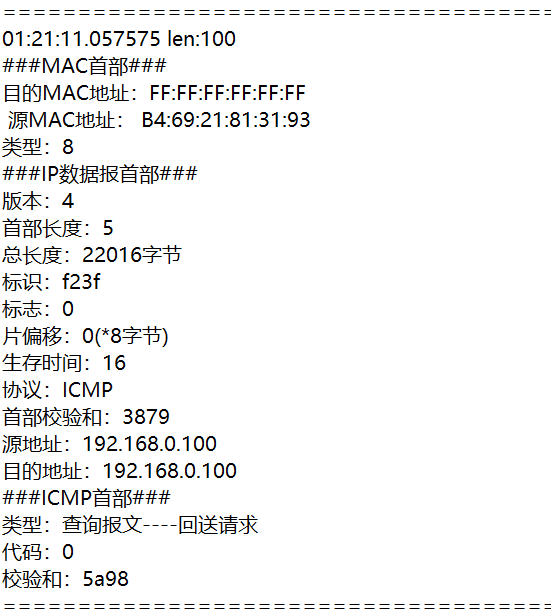 ==================================
01:21:11.057575 len:100
###MAC首部###
目的MAC地址：FF:FF:FF:FF:FF:FF
源MAC地址： B4:69:21:81:31:93
类型：8
###IP数据报首部###
版本：4
首部长度：5
总长度：22016字节
标识：f23f
标志：0
片偏移：0(*8字节)
生存时间：16
协议：ICMP
首部校验和：3879
源地址：192.168.0.100
目的地址：192.168.0.100
###ICMP首部###
类型：查询报文----回送请求
代码：0
校验和：5a98
==================================